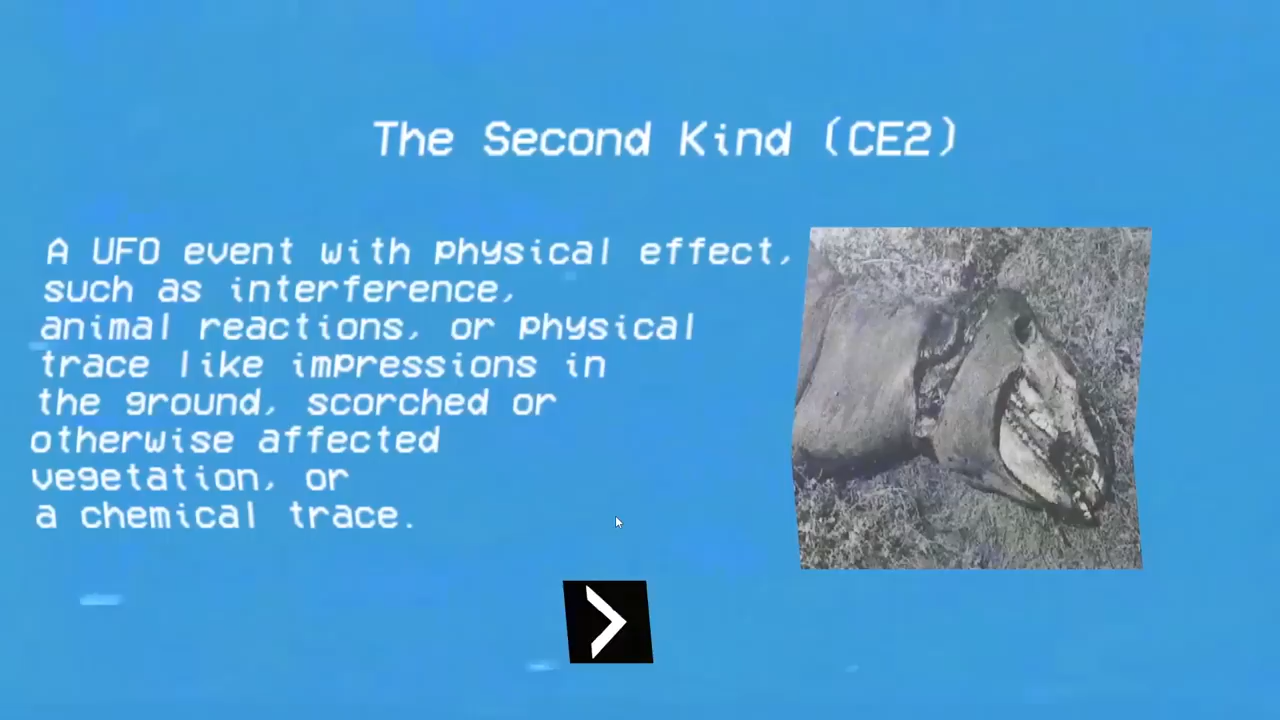 The Second Kind (CE2)
A UFO event with physical effect,
such as interference,
animal reactions, or physical
trace like impressions in
the ground, scorched or
otherwise affected
vegetation, or
a chemical trace.